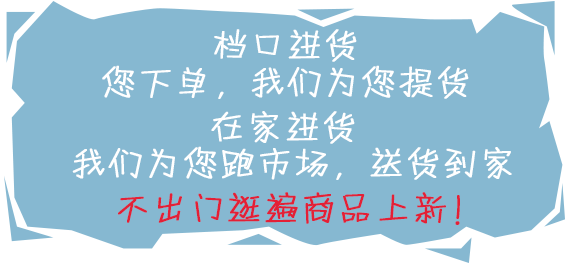 档口进货
您下单，我们为您提货
在家进货
我们为您跑市场，送货到家
不出门逛遍商品上新！